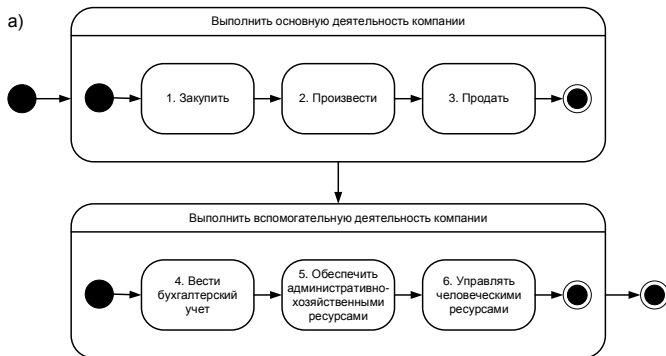 а)
Выполнить основную деятельность компании
1. Закупить
2. Произвести
3. Продать
Выполнить вспомогательную деятельность компании
4. Вести
бухгалтерский
учет
5. Обеспечить
административно-
хозяйственными
ресурсами
6. Управлять
человеческими
ресурсами